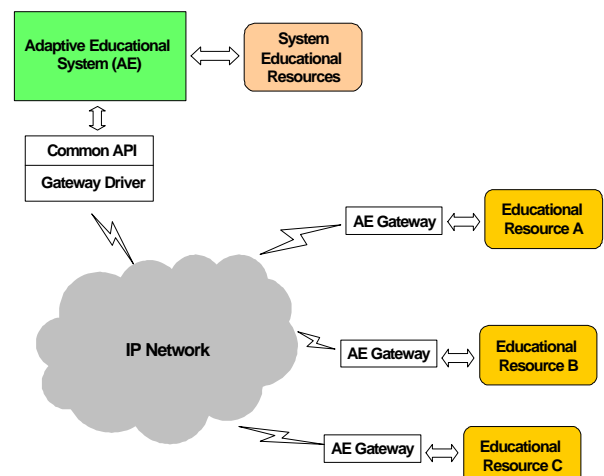 Adaptive Educational
System (AE)
System
Educational
Resources
Common API
Gateway Driver
AE Gateway
Educational
Resource A
IP Network
AE Gateway
Educational
Resource B
AE Gateway
Educational
Resource C